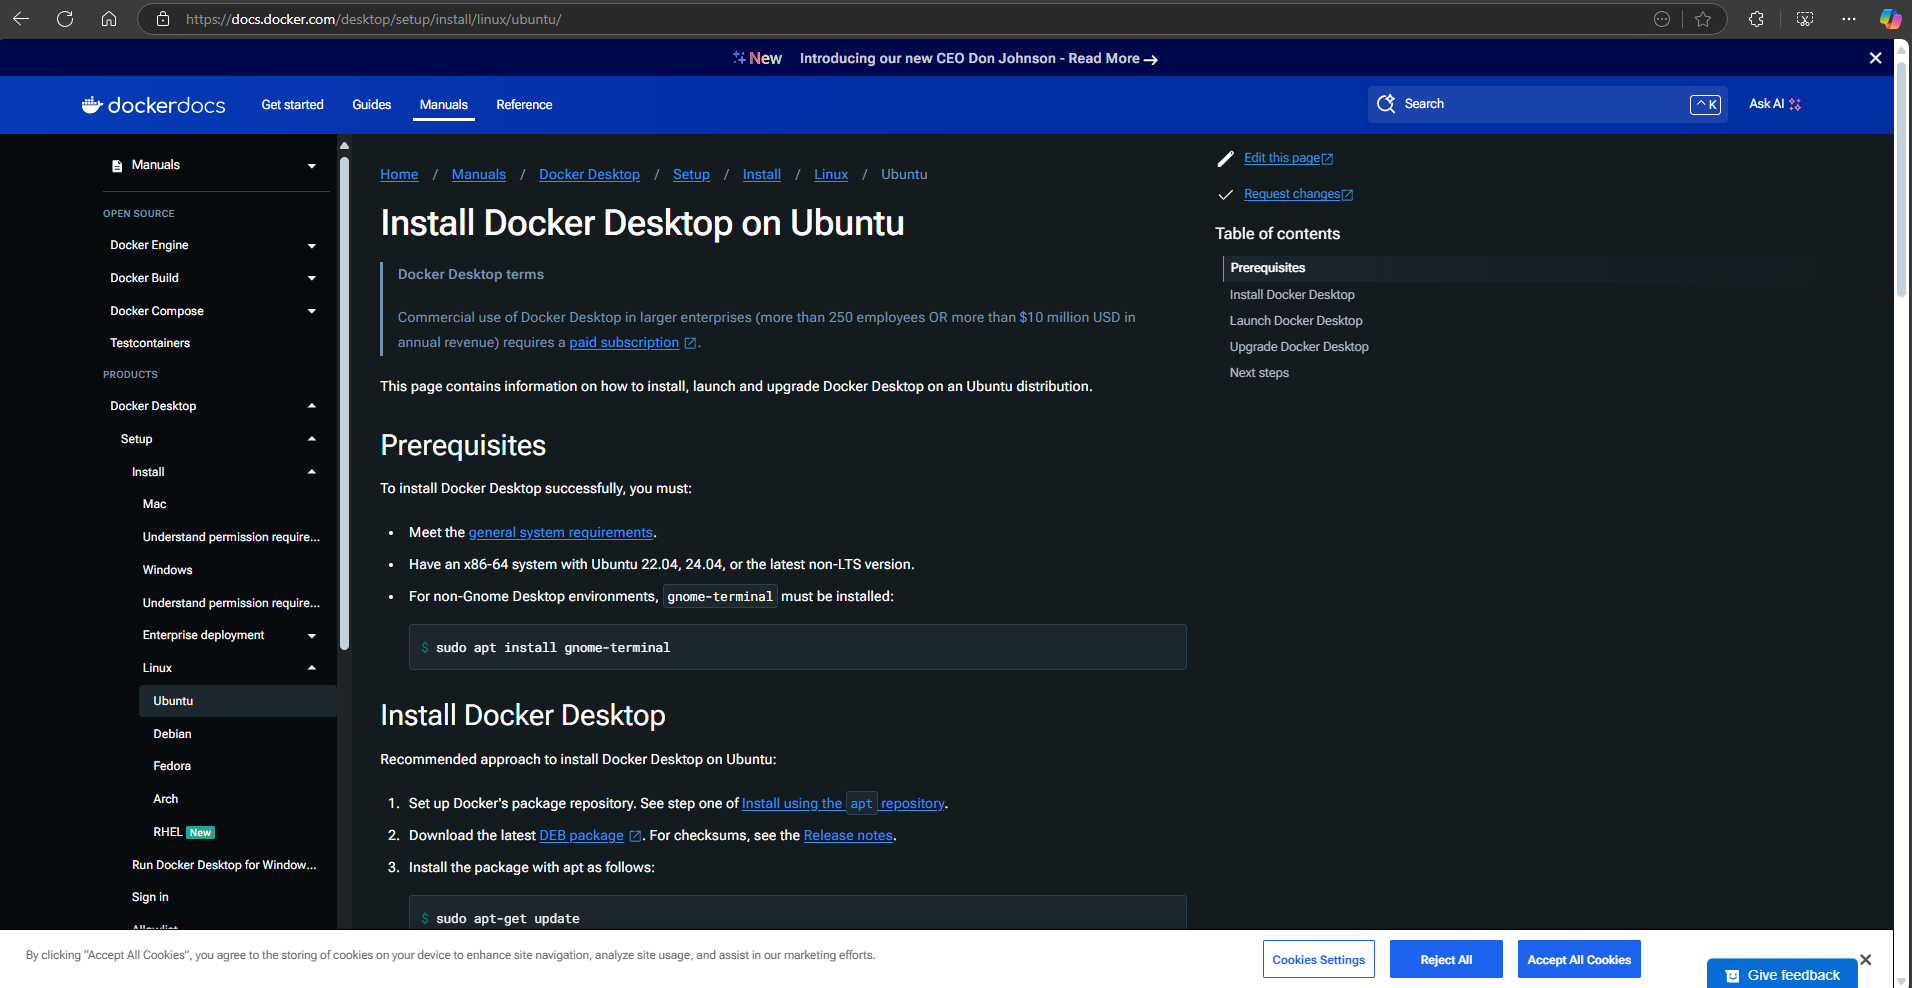 https://docs.docker.com/desktop/setup/install/linux/ubuntu/
New Introducing our new CEO Don Johnson - Read More →
dockerdocs Get started Guides Manuals Reference Search ^ K Ask AI
Manuals
OPEN SOURCE
Docker Engine
Docker Build
Docker Compose
Testcontainers
PRODUCTS
Docker Desktop
Setup
Install
Mac
Understand permission require...
Windows
Understand permission require...
Enterprise deployment
Linux
Ubuntu
Debian
Fedora
Arch
RHEL New
Run Docker Desktop for Window...
Sign in
Allowlist
Home / Manuals / Docker Desktop / Setup / Install / Linux / Ubuntu
Install Docker Desktop on Ubuntu
Docker Desktop terms
Commercial use of Docker Desktop in larger enterprises (more than 250 employees OR more than $10 million USD in
annual revenue) requires a paid subscription.
This page contains information on how to install, launch and upgrade Docker Desktop on an Ubuntu distribution.
Prerequisites
To install Docker Desktop successfully, you must:
• Meet the general system requirements.
• Have an x86-64 system with Ubuntu 22.04, 24.04, or the latest non-LTS version.
• For non-Gnome Desktop environments, gnome-terminal must be installed:
$ sudo apt install gnome-terminal
Install Docker Desktop
Recommended approach to install Docker Desktop on Ubuntu:
1. Set up Docker's package repository. See step one of Install using the apt repository.
2. Download the latest DEB package. For checksums, see the Release notes.
3. Install the package with apt as follows:
$ sudo apt-get update
Edit this page
Request changes
Table of contents
Prerequisites
Install Docker Desktop
Launch Docker Desktop
Upgrade Docker Desktop
Next steps
By clicking “Accept All Cookies”, you agree to the storing of cookies on your device to enhance site navigation, analyze site usage, and assist in our marketing efforts.
Cookies Settings Reject All Accept All Cookies
Give feedback